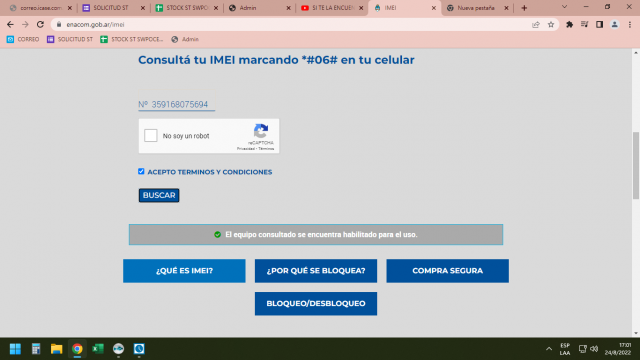 correo.icase.com
SOLICITUD ST
STOCK ST SWPO
Admin
SI TE LA ENCUEN
IMEI
Nueva pestaña
enacom.gob.ar/imei
CORREO
SOLICITUD ST
STOCK ST SWPOCE...
Admin
Consultá tu IMEI marcando *#06# en tu celular
Nº 359168075694
No soy un robot
reCAPTCHA
Privacidad - Términos
ACEPTO TERMINOS Y CONDICIONES
BUSCAR
El equipo consultado se encuentra habilitado para el uso.
¿QUÉ ES IMEI?
¿POR QUÉ SE BLOQUEA?
COMPRA SEGURA
BLOQUEO/DESBLOQUEO
ESP
LAA
17:01
24/8/2022